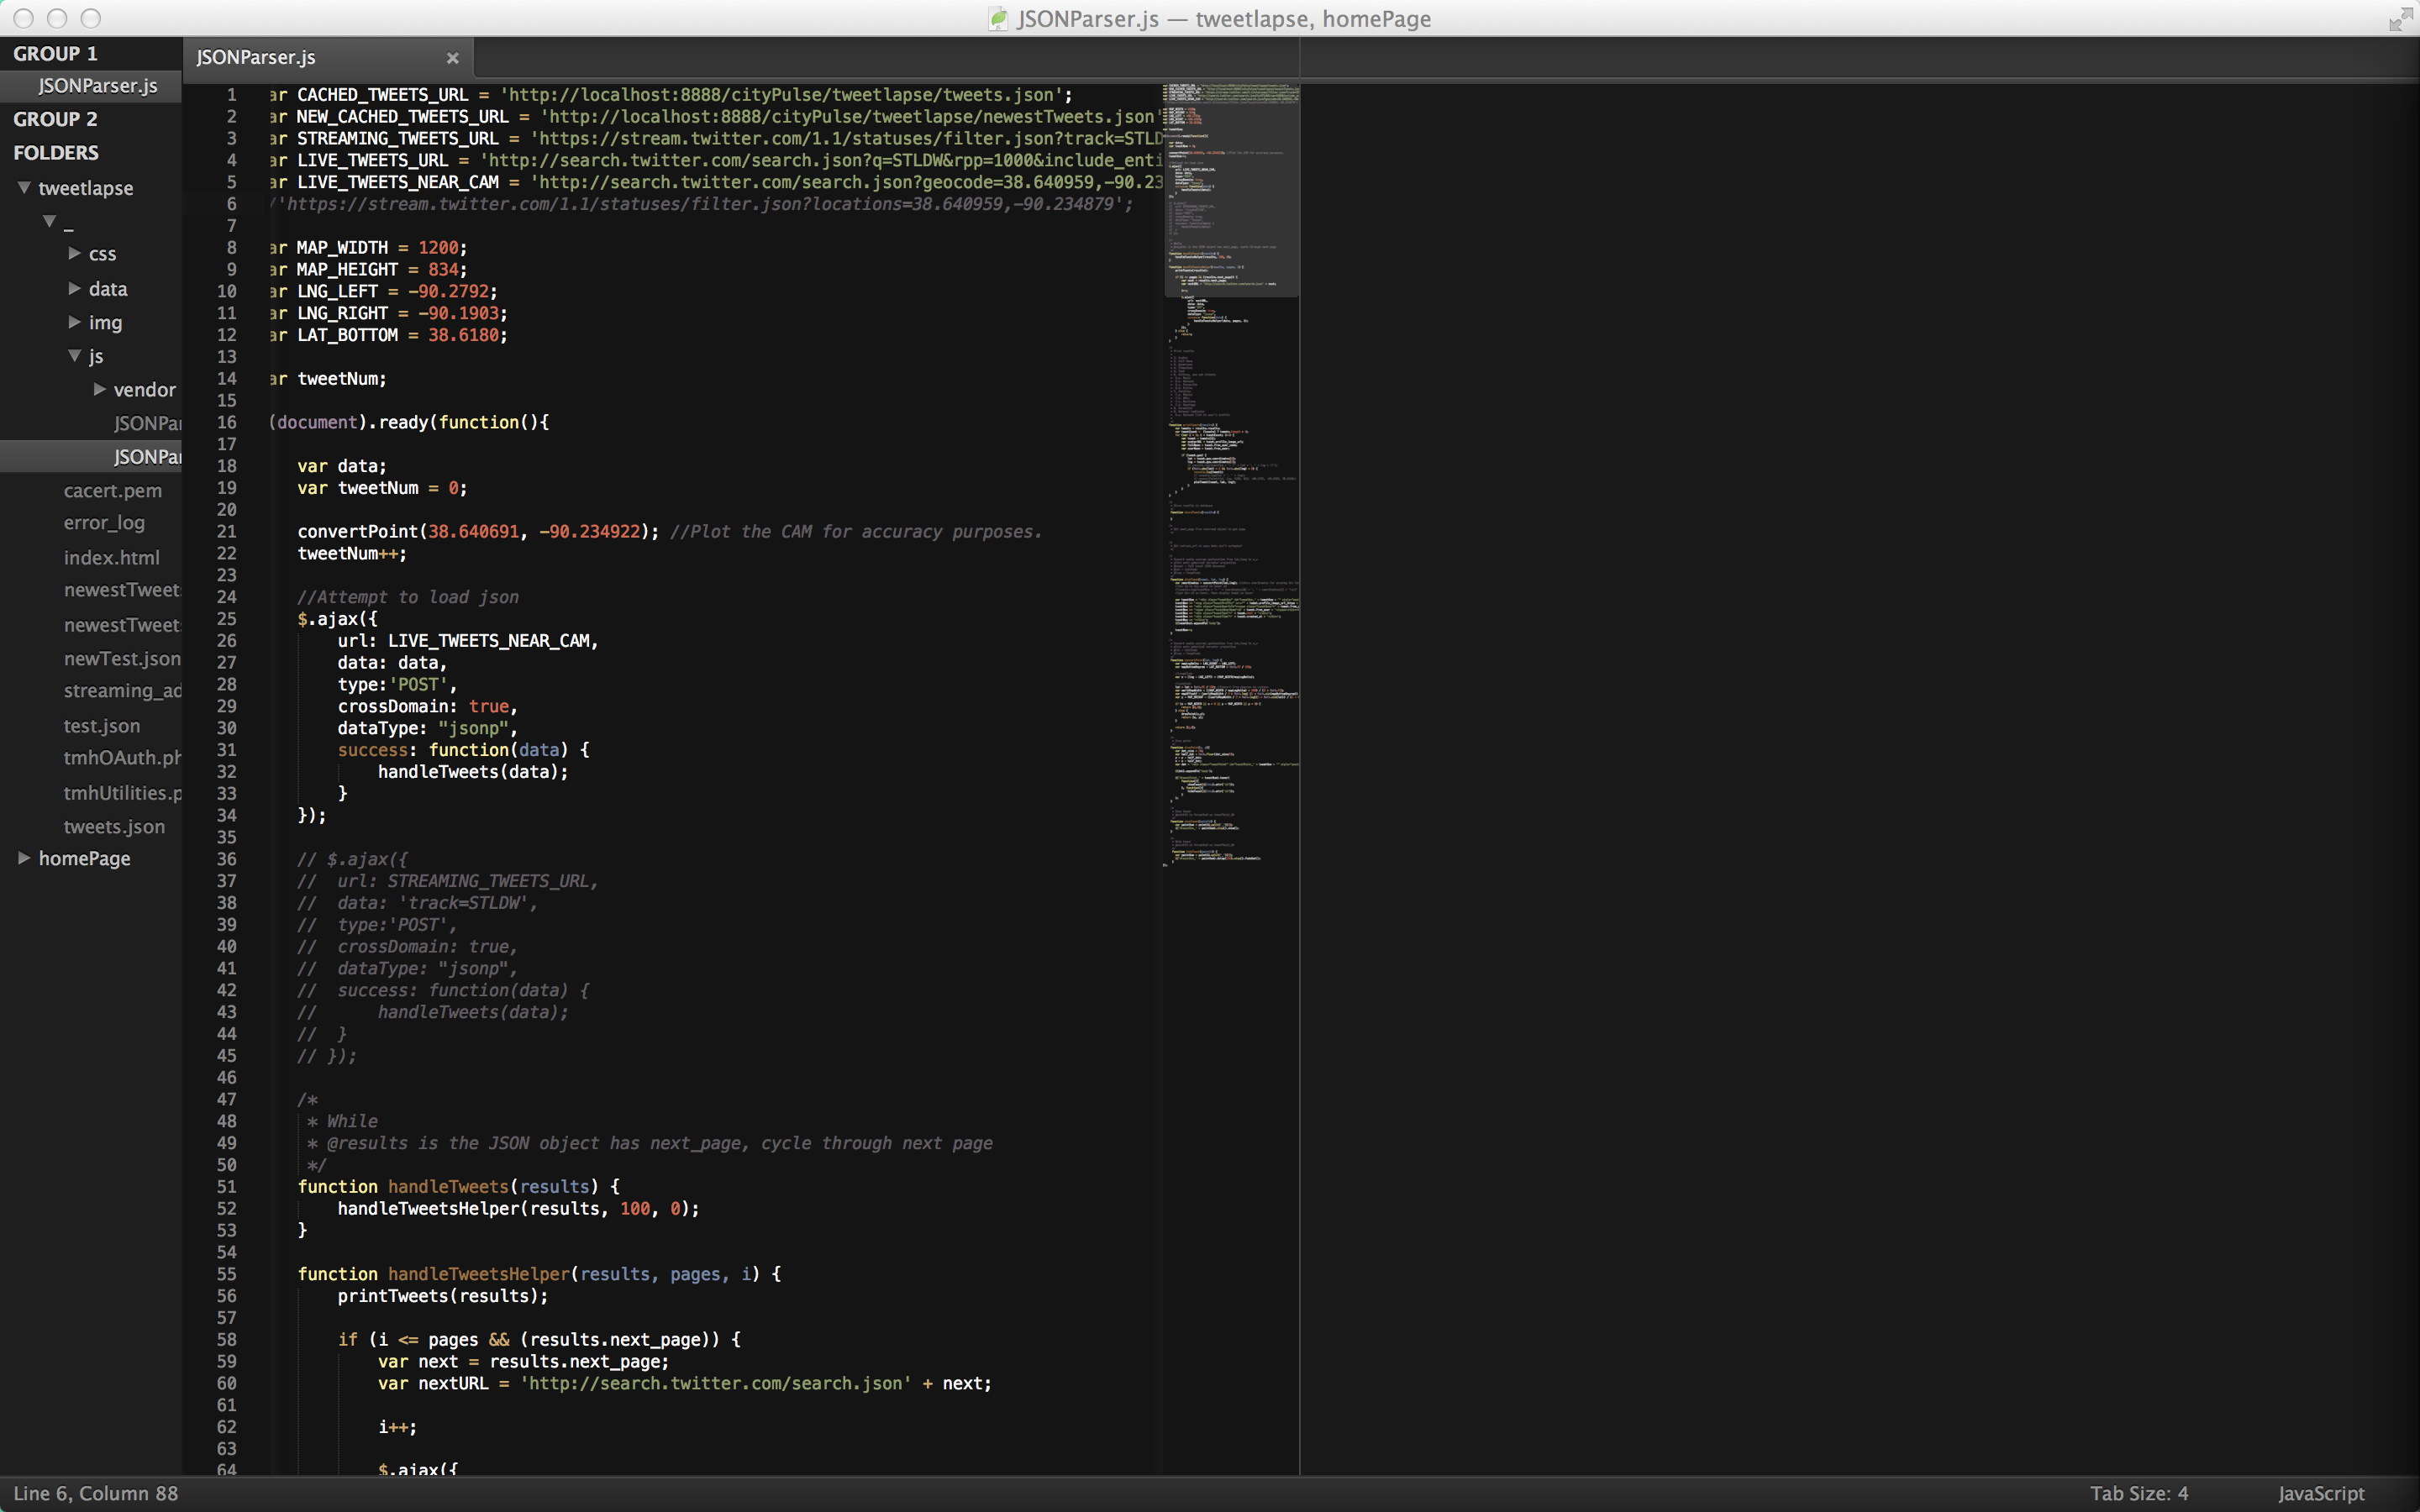 JSONParser.js — tweetlapse, homePage
GROUP 1
JSONParser.js
GROUP 2
FOLDERS
tweetlapse
_
css
data
img
js
vendor
JSONPa
JSONPa
cacert.pem
error_log
index.html
newestTweet
newestTweet
newTest.json
streaming_ad
test.json
tmhOAuth.ph
tmhUtilities.p
tweets.json
homePage
JSONParser.js
1 ar CACHED_TWEETS_URL = 'http://localhost:8888/cityPulse/tweetlapse/tweets.json';
2 ar NEW_CACHED_TWEETS_URL = 'http://localhost:8888/cityPulse/tweetlapse/newestTweets.json'
3 ar STREAMING_TWEETS_URL = 'https://stream.twitter.com/1.1/statuses/filter.json?track=STLD
4 ar LIVE_TWEETS_URL = 'http://search.twitter.com/search.json?q=STLDW&rpp=1000&include_enti
5 ar LIVE_TWEETS_NEAR_CAM = 'http://search.twitter.com/search.json?geocode=38.640959,-90.23
6 /'https://stream.twitter.com/1.1/statuses/filter.json?locations=38.640959,-90.234879';
7
8 ar MAP_WIDTH = 1200;
9 ar MAP_HEIGHT = 834;
10 ar LNG_LEFT = -90.2792;
11 ar LNG_RIGHT = -90.1903;
12 ar LAT_BOTTOM = 38.6180;
13
14 ar tweetNum;
15
16 (document).ready(function(){
17
18 var data;
19 var tweetNum = 0;
20
21 convertPoint(38.640691, -90.234922); //Plot the CAM for accuracy purposes.
22 tweetNum++;
23
24 //Attempt to load json
25 $.ajax({
26 url: LIVE_TWEETS_NEAR_CAM,
27 data: data,
28 type:'POST',
29 crossDomain: true,
30 dataType: "jsonp",
31 success: function(data) {
32 handleTweets(data);
33 }
34 });
35
36 // $.ajax({
37 // url: STREAMING_TWEETS_URL,
38 // data: 'track=STLDW',
39 // type:'POST',
40 // crossDomain: true,
41 // dataType: "jsonp",
42 // success: function(data) {
43 // handleTweets(data);
44 // }
45 // });
46
47 /*
48 * While
49 * @results is the JSON object has next_page, cycle through next page
50 */
51 function handleTweets(results) {
52 handleTweetsHelper(results, 100, 0);
53 }
54
55 function handleTweetsHelper(results, pages, i) {
56 printTweets(results);
57
58 if (i <= pages && (results.next_page)) {
59 var next = results.next_page;
60 var nextURL = 'http://search.twitter.com/search.json' + next;
61
62 i++;
63
64 $.ajax({
Line 6, Column 88
Tab Size: 4
JavaScript